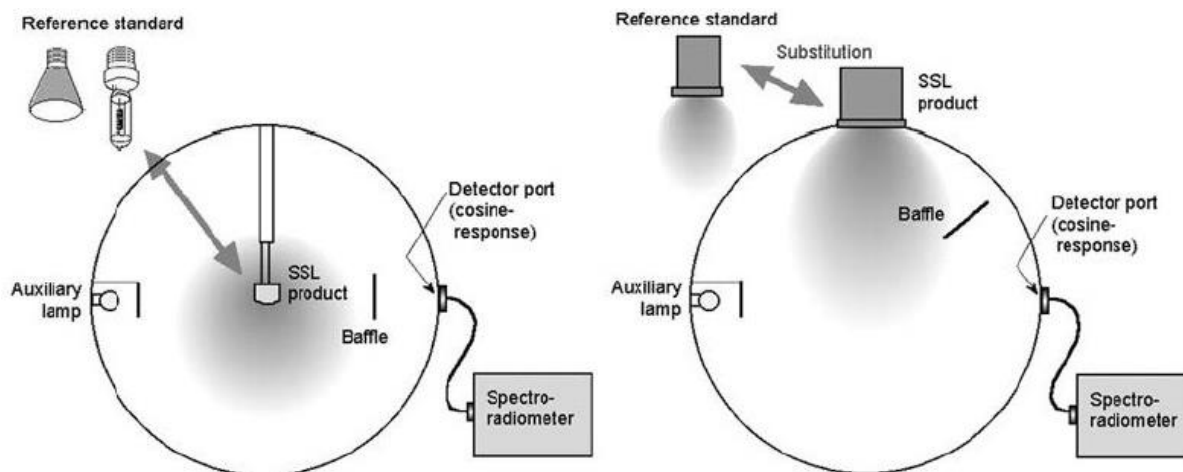 Reference standard
SSL
product
Detector port
(cosine-
response)
Auxiliary
lamp
Baffle
Spectro-
radiometer
Reference standard
Substitution
SSL
product
Baffle
Detector port
(cosine-
response)
Auxiliary
lamp
Spectro-
radiometer